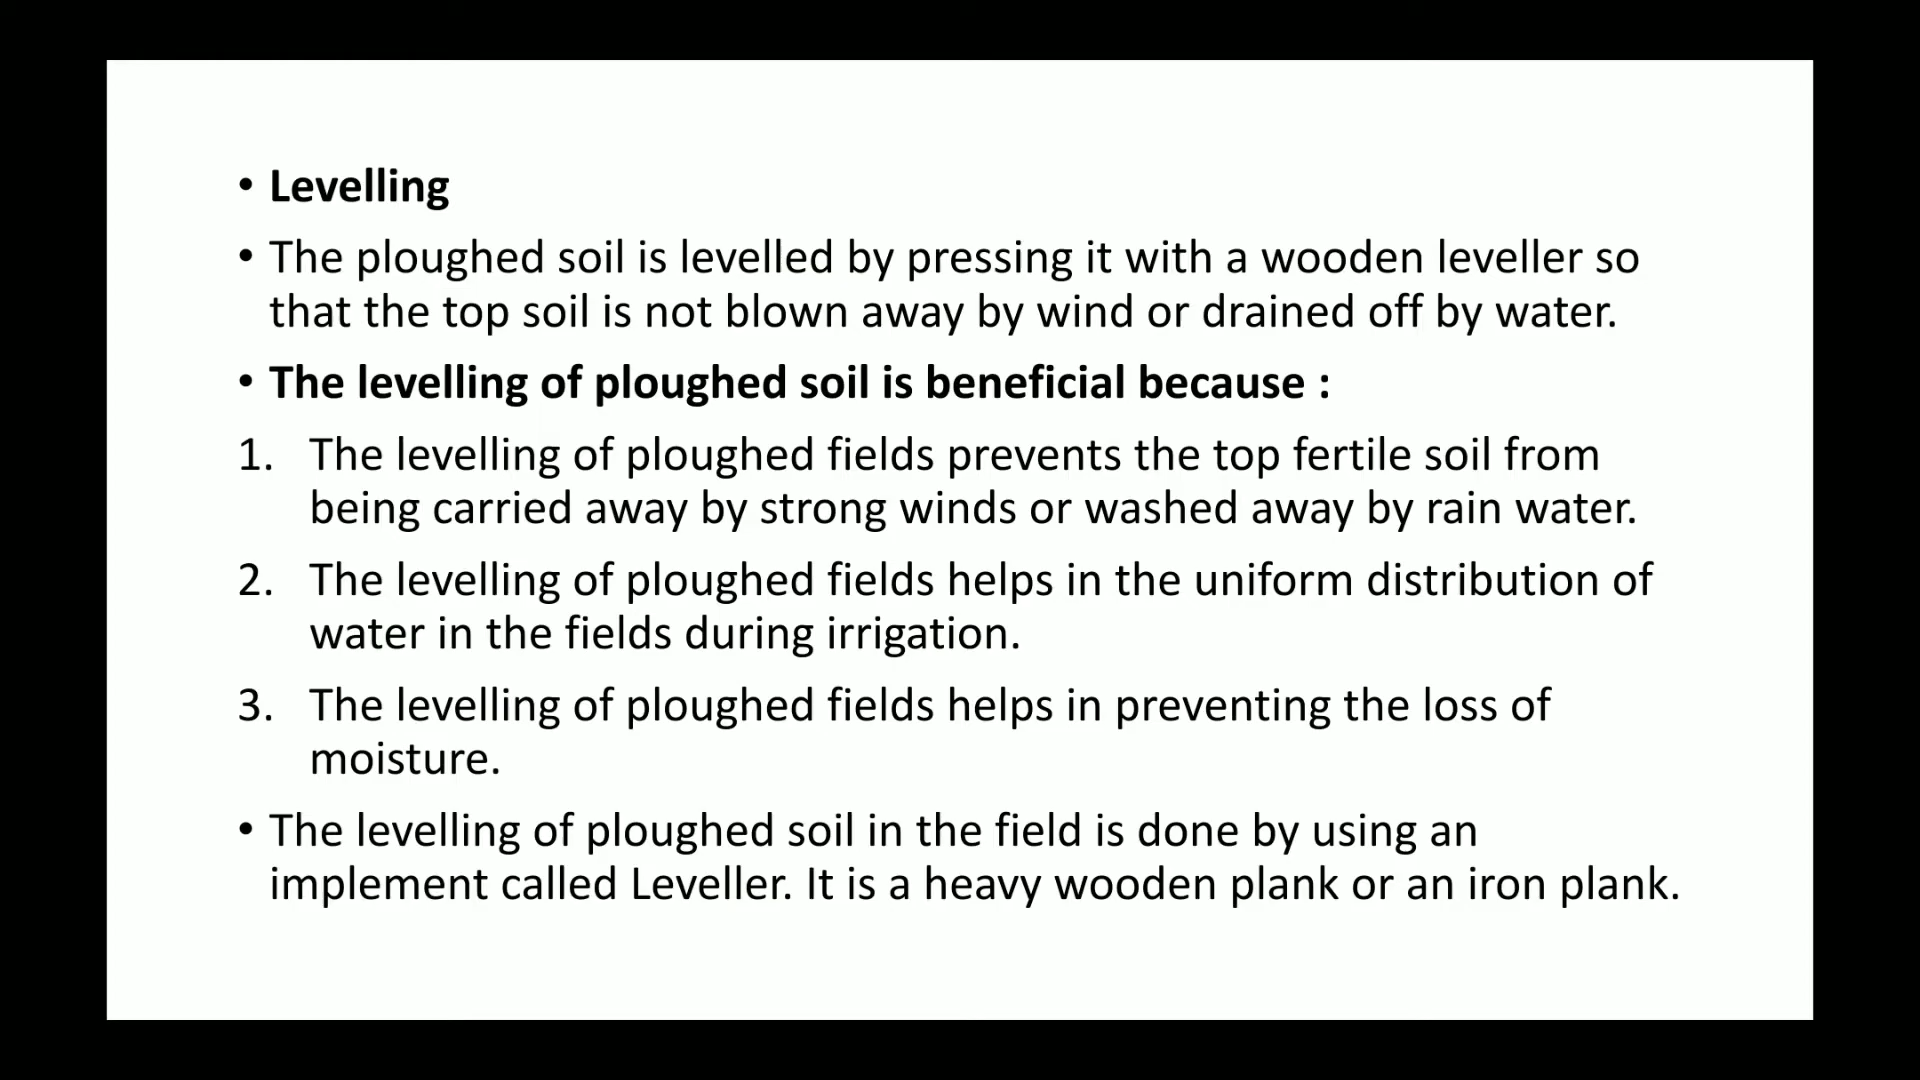 • Levelling
• The ploughed soil is levelled by pressing it with a wooden leveller so
that the top soil is not blown away by wind or drained off by water.
• The levelling of ploughed soil is beneficial because :
1. The levelling of ploughed fields prevents the top fertile soil from
being carried away by strong winds or washed away by rain water.
2. The levelling of ploughed fields helps in the uniform distribution of
water in the fields during irrigation.
3. The levelling of ploughed fields helps in preventing the loss of
moisture.
• The levelling of ploughed soil in the field is done by using an
implement called Leveller. It is a heavy wooden plank or an iron plank.